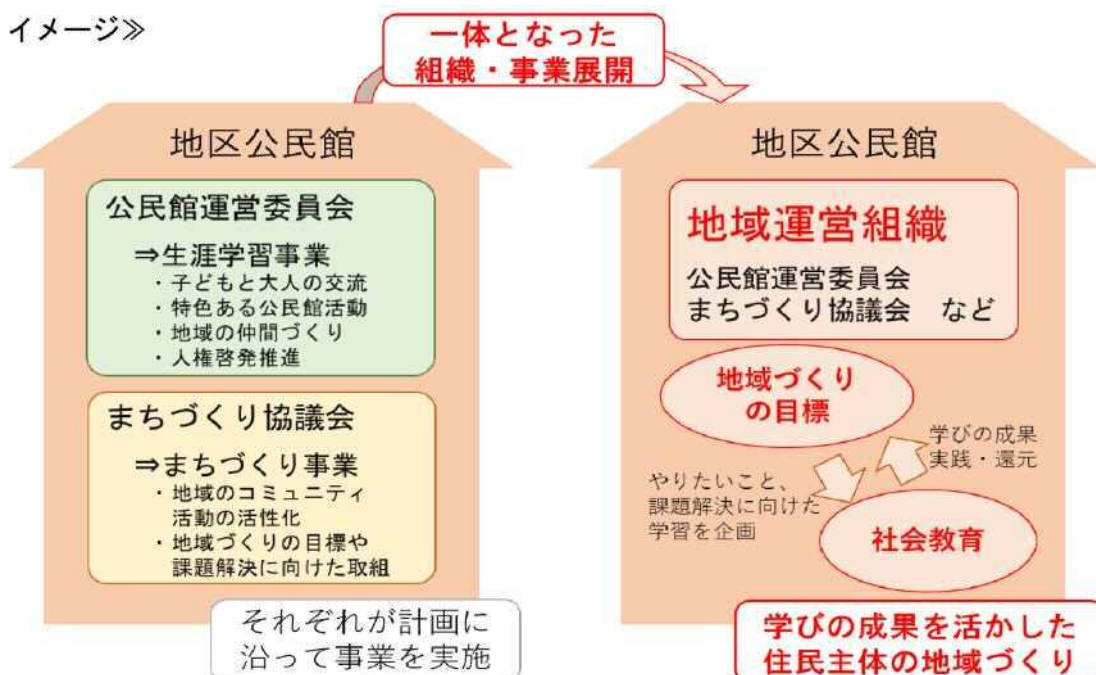 イメージ≫
一体となった
組織・事業展開
地区公民館
公民館運営委員会
⇒生涯学習事業
・子どもと大人の交流
・特色ある公民館活動
・地域の仲間づくり
・人権啓発推進
まちづくり協議会
⇒まちづくり事業
・地域のコミュニティ
活動の活性化
・地域づくりの目標や
課題解決に向けた取組
それぞれが計画に
沿って事業を実施
地区公民館
地域運営組織
公民館運営委員会
まちづくり協議会　など
地域づくり
の目標
学びの成果
実践・還元
やりたいこと、
課題解決に向けた
学習を企画
社会教育
学びの成果を活かした
住民主体の地域づくり